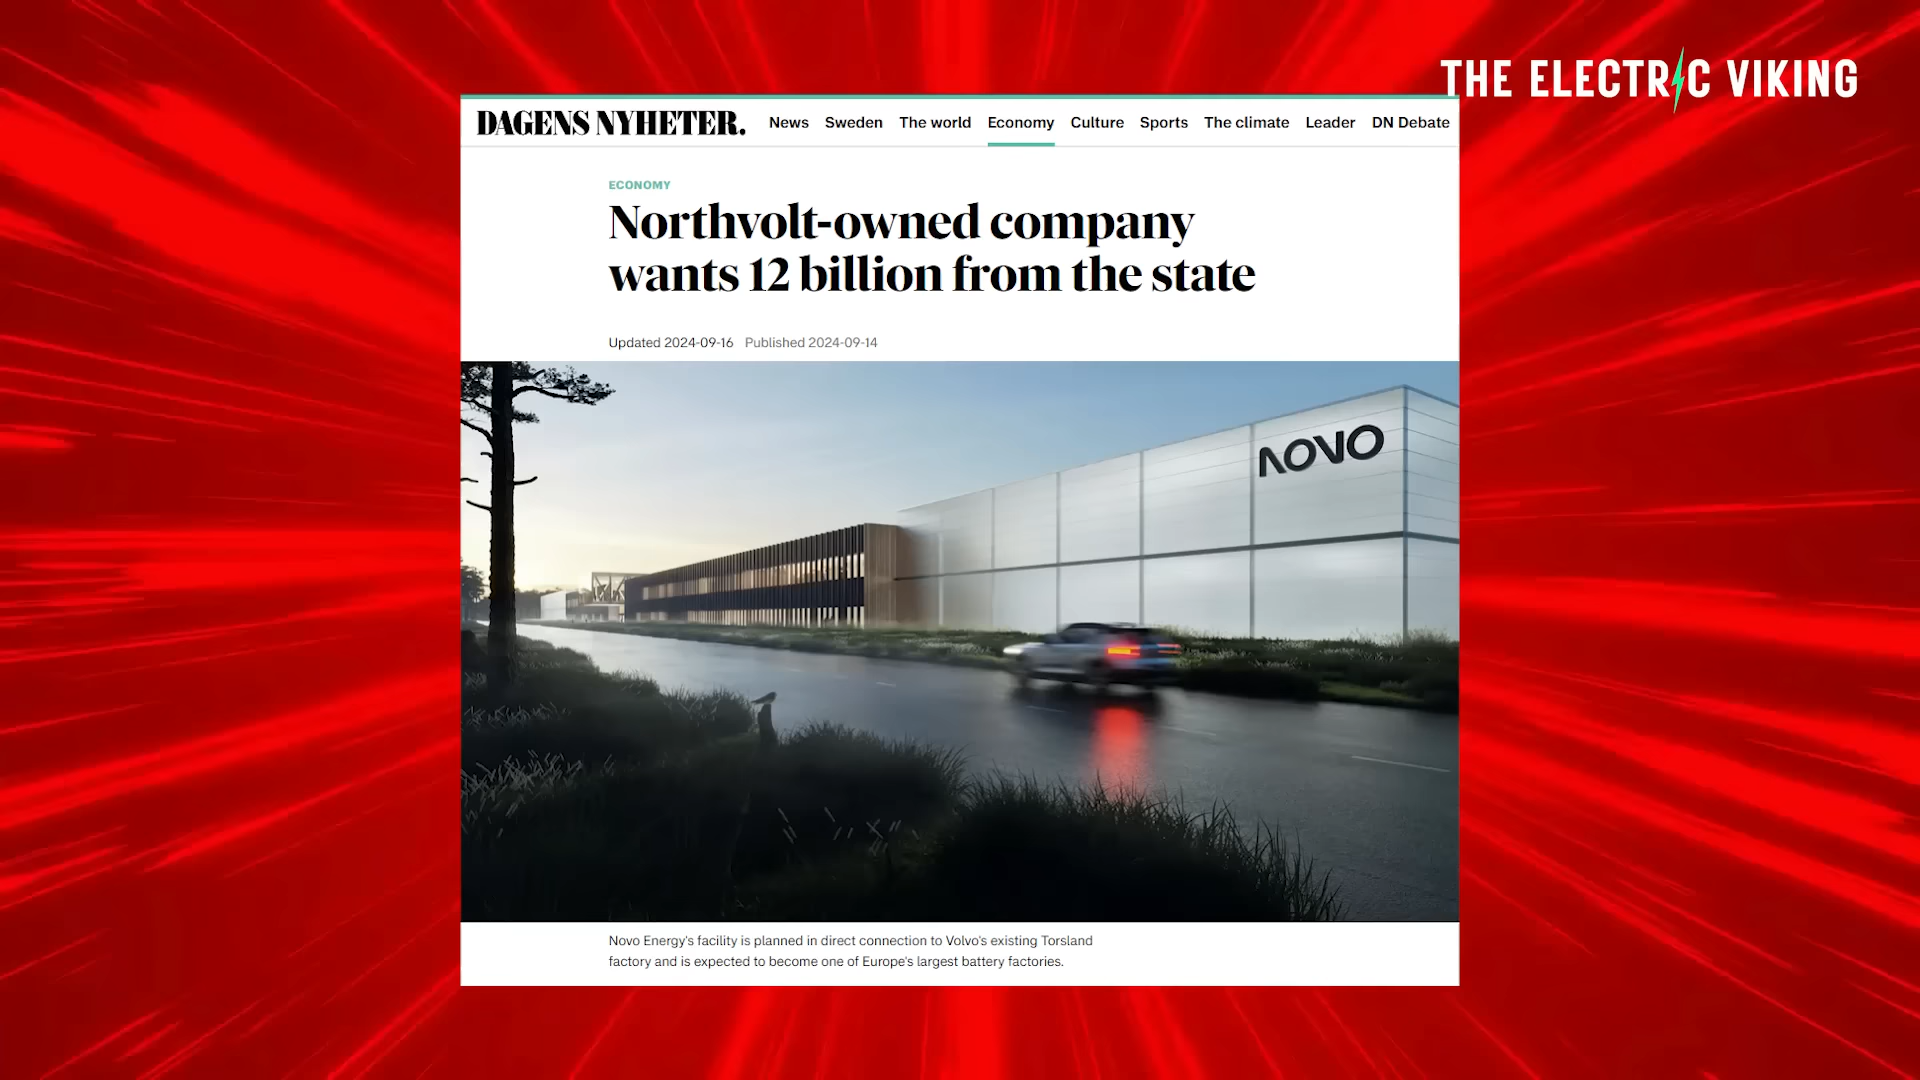 THE ELECTRIC VIKING
DAGENS NYHETER.
News Sweden The world Economy Culture Sports The climate Leader DN Debate
ECONOMY
Northvolt-owned company
wants 12 billion from the state
Updated 2024-09-16 Published 2024-09-14
NOVO
Novo Energy's facility is planned in direct connection to Volvo's existing Torsland
factory and is expected to become one of Europe's largest battery factories.